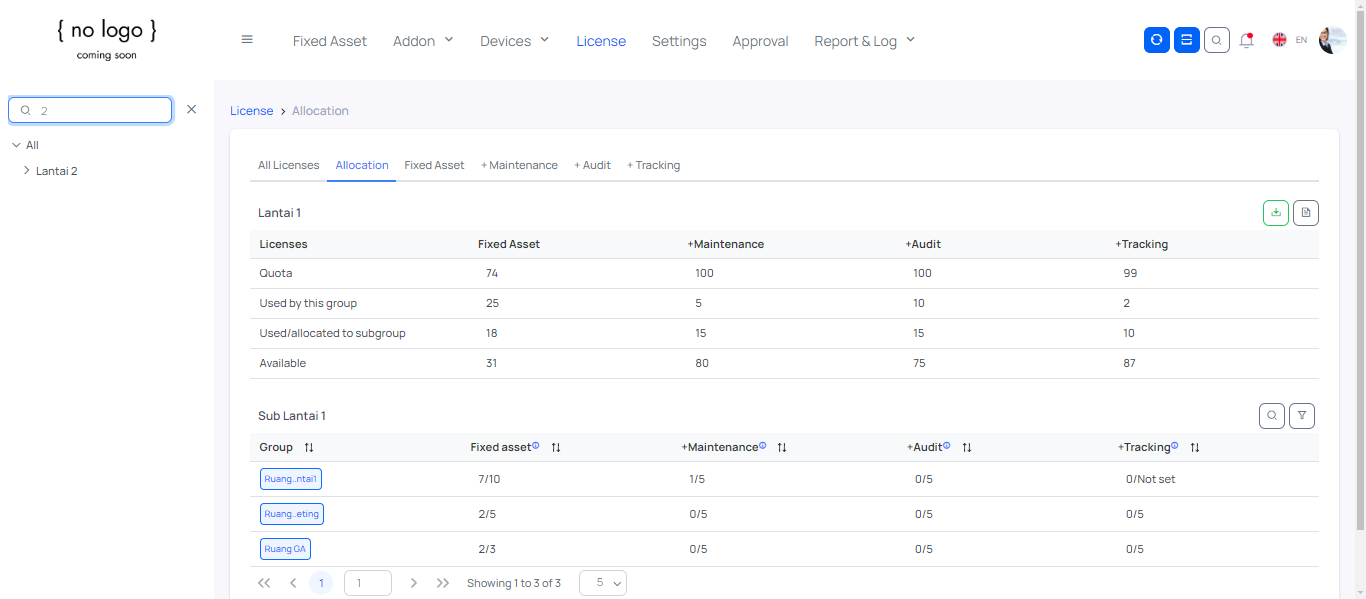 { no logo }
coming soon
Fixed Asset Addon Devices License Settings Approval Report & Log EN
2
All
Lantai 2
License > Allocation
All Licenses Allocation Fixed Asset + Maintenance + Audit + Tracking
Lantai 1
Licenses Fixed Asset +Maintenance +Audit +Tracking
Quota 74 100 100 99
Used by this group 25 5 10 2
Used/allocated to subgroup 18 15 15 10
Available 31 80 75 87
Sub Lantai 1
Group Fixed asset +Maintenance +Audit +Tracking
Ruang..ntai1 7/10 1/5 0/5 0/Not set
Ruang..eting 2/5 0/5 0/5 0/5
Ruang GA 2/3 0/5 0/5 0/5
1 1 Showing 1 to 3 of 3 5